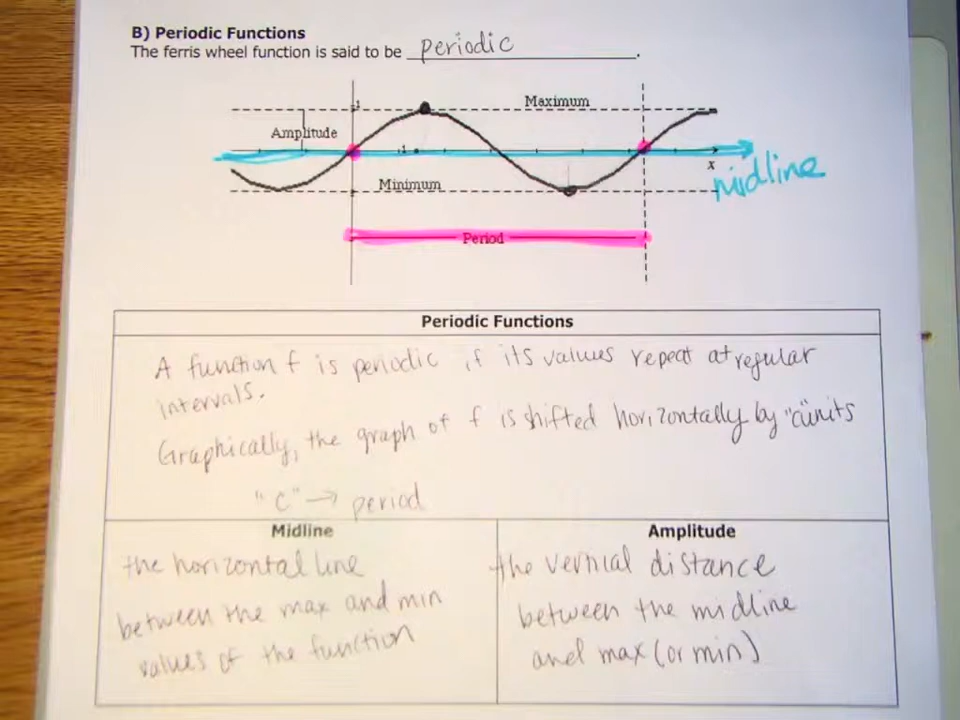 B) Periodic Functions
The ferris wheel function is said to be periodic.
1
Maximum
Amplitude
1
x
midline
Minimum
Period
Periodic Functions
A function f is periodic if its values repeat at regular
intervals.
Graphically, the graph of f is shifted horizontally by "c" units
"c" → period
Midline
the horizontal line
between the max and min
values of the function
Amplitude
the vertical distance
between the midline
and max (or min)